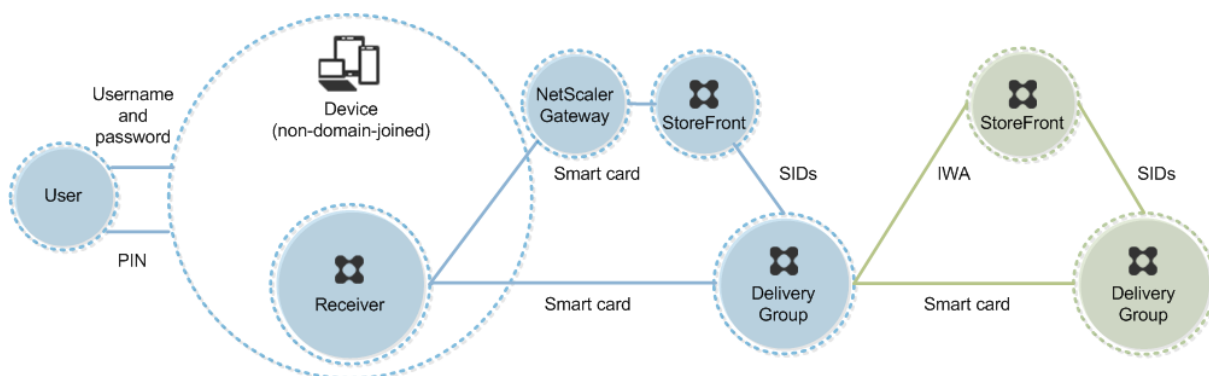 Username
and
password
User
PIN
Device
(non-domain-joined)
Receiver
NetScaler
Gateway
StoreFront
Smart card
SIDs
Smart card
Delivery
Group
StoreFront
IWA
SIDs
Smart card
Delivery
Group